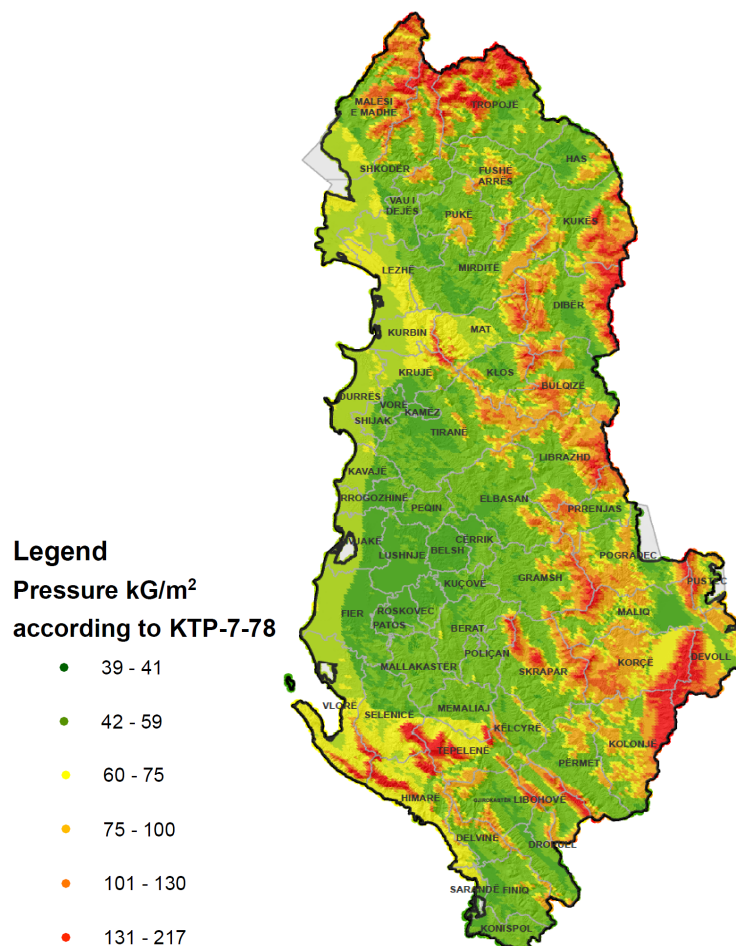 MALËSI
E MADHE
TROPOJË
HAS
SHKODËR
FUSHË
ARRËS
VAU I
DEJËS
PUKË
KUKËS
LEZHË
MIRDITË
DIBËR
KURBIN
MAT
KRUJË
KLOS
BULQIZË
DURRËS
VORË
KAMËZ
SHIJAK
TIRANË
LIBRAZHD
KAVAJË
RROGOZHINË
ELBASAN
PEQIN
PRRENJAS
CËRRIK
BELSH
LUSHNJE
POGRADEC
GRAMSH
PUSTEC
KUÇOVË
MALIQ
ROSKOVEC
FIER
PATOS
BERAT
POLIÇAN
KORÇË
DEVOLL
MALLAKASTËR
SKRAPAR
VLORË
SELENICË
MEMALIAJ
KËLCYRË
TEPELENË
KOLONJË
PËRMET
HIMARË
LIBOHOVË
DELVINË
SARANDË
FINIQ
KONISPOL
Legend
Pressure kG/m²
according to KTP-7-78
39 - 41
42 - 59
60 - 75
75 - 100
101 - 130
131 - 217